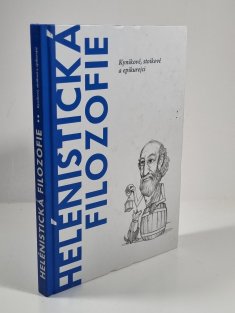 HELÉNISTICKÁ
FILOZOFIE
Kynikové, stoikové
a epikurejci
HELÉNISTICKÁ FILOZOFIE